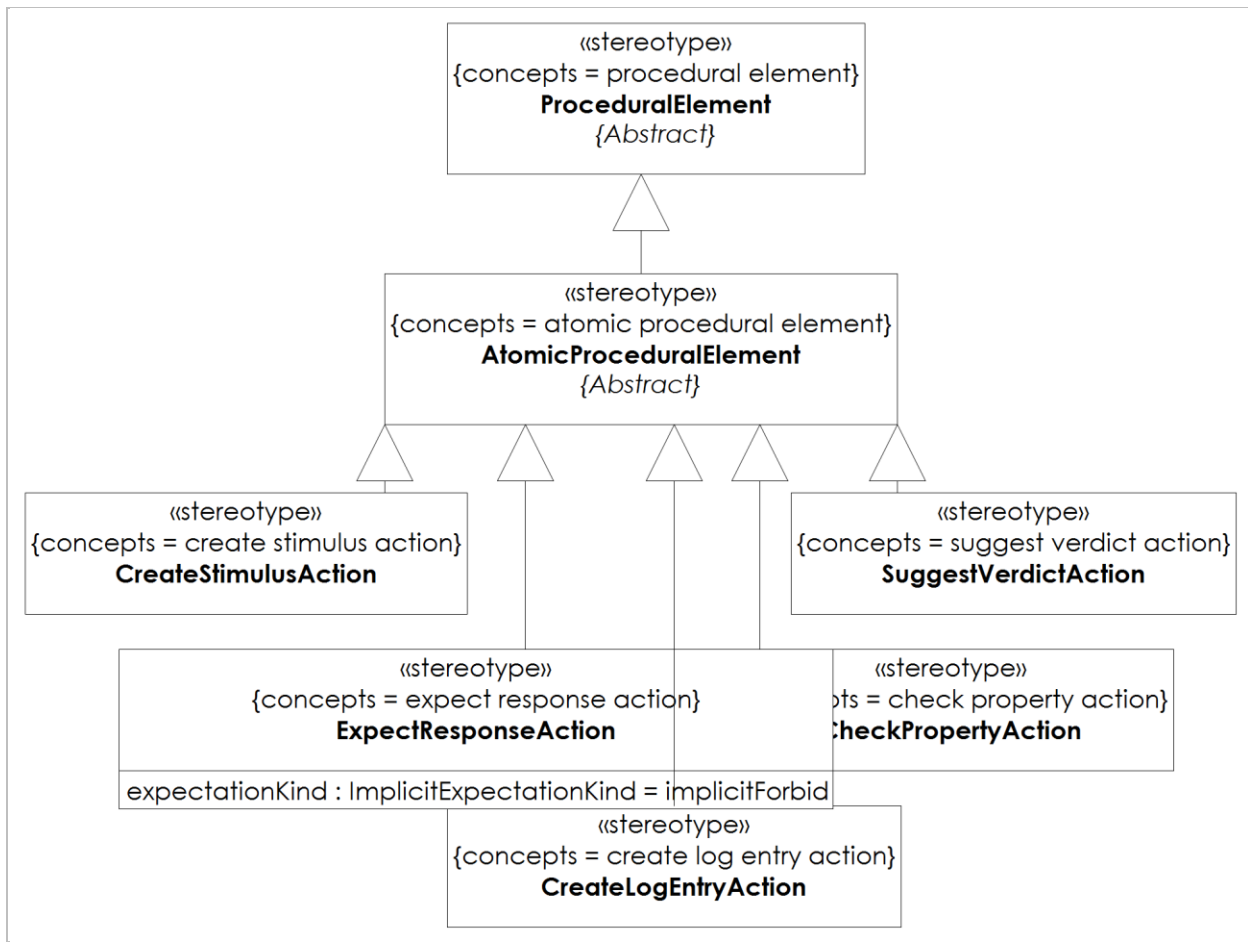 «stereotype»
{concepts = procedural element}
ProceduralElement
{Abstract}
«stereotype»
{concepts = atomic procedural element}
AtomicProceduralElement
{Abstract}
«stereotype»
{concepts = create stimulus action}
CreateStimulusAction
«stereotype»
{concepts = suggest verdict action}
SuggestVerdictAction
«stereotype»
{concepts = expect response action}
ExpectResponseAction
expectationKind : ImplicitExpectationKind = implicitForbid
«stereotype»
= check property action}
CheckPropertyAction
«stereotype»
{concepts = create log entry action}
CreateLogEntryAction